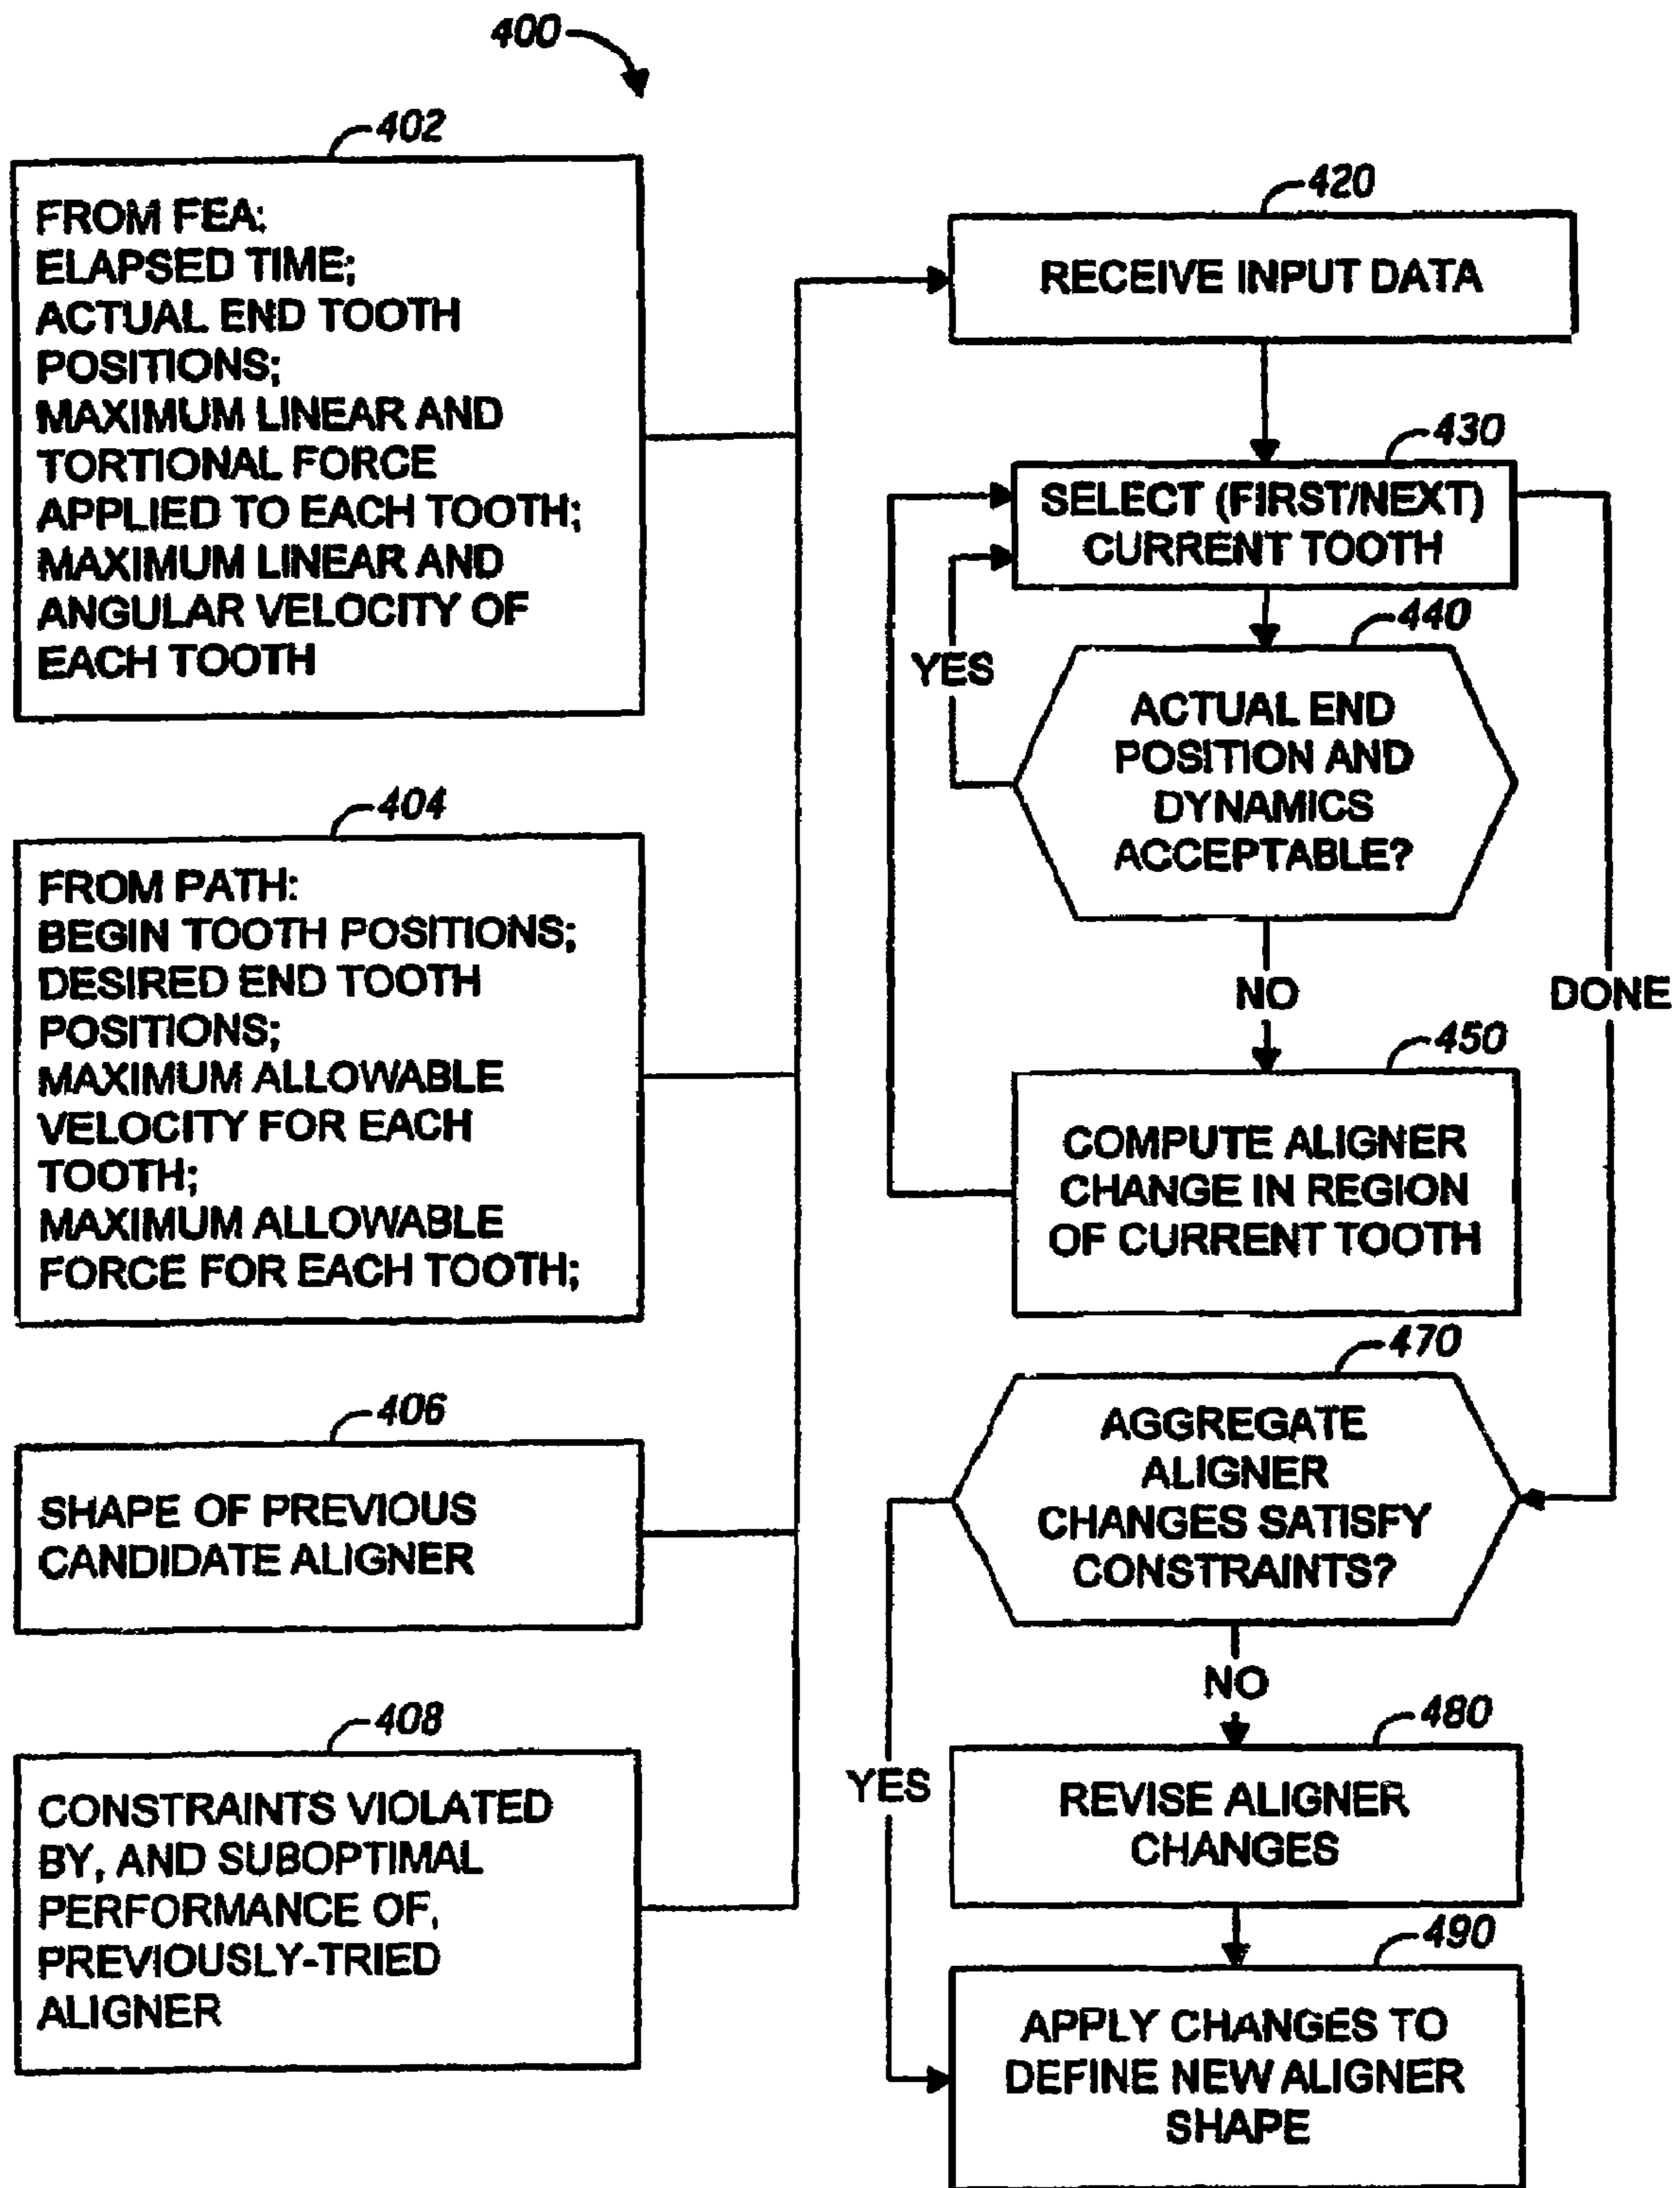 400
402
FROM FEA:
ELAPSED TIME;
ACTUAL END TOOTH
POSITIONS;
MAXIMUM LINEAR AND
TORTIONAL FORCE
APPLIED TO EACH TOOTH;
MAXIMUM LINEAR AND
ANGULAR VELOCITY OF
EACH TOOTH
404
FROM PATH:
BEGIN TOOTH POSITIONS;
DESIRED END TOOTH
POSITIONS;
MAXIMUM ALLOWABLE
VELOCITY FOR EACH
TOOTH;
MAXIMUM ALLOWABLE
FORCE FOR EACH TOOTH;
406
SHAPE OF PREVIOUS
CANDIDATE ALIGNER
408
CONSTRAINTS VIOLATED
BY, AND SUBOPTIMAL
PERFORMANCE OF,
PREVIOUSLY-TRIED
ALIGNER
420
RECEIVE INPUT DATA
430
SELECT (FIRST/NEXT)
CURRENT TOOTH
440
YES
ACTUAL END
POSITION AND
DYNAMICS
ACCEPTABLE?
NO
DONE
450
COMPUTE ALIGNER
CHANGE IN REGION
OF CURRENT TOOTH
470
AGGREGATE
ALIGNER
CHANGES SATISFY
CONSTRAINTS?
NO
YES
480
REVISE ALIGNER
CHANGES
490
APPLY CHANGES TO
DEFINE NEW ALIGNER
SHAPE